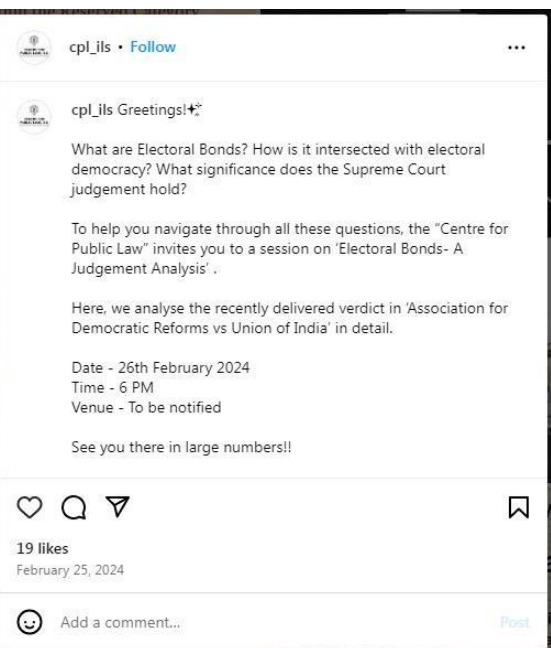 cpl_ils • Follow
cpl_ils Greetings!✨
What are Electoral Bonds? How is it intersected with electoral
democracy? What significance does the Supreme Court
judgement hold?
To help you navigate through all these questions, the “Centre for
Public Law” invites you to a session on ‘Electoral Bonds- A
Judgement Analysis’ .
Here, we analyse the recently delivered verdict in ‘Association for
Democratic Reforms vs Union of India’ in detail.
Date - 26th February 2024
Time - 6 PM
Venue - To be notified
See you there in large numbers!!
19 likes
February 25, 2024
Add a comment...
Post